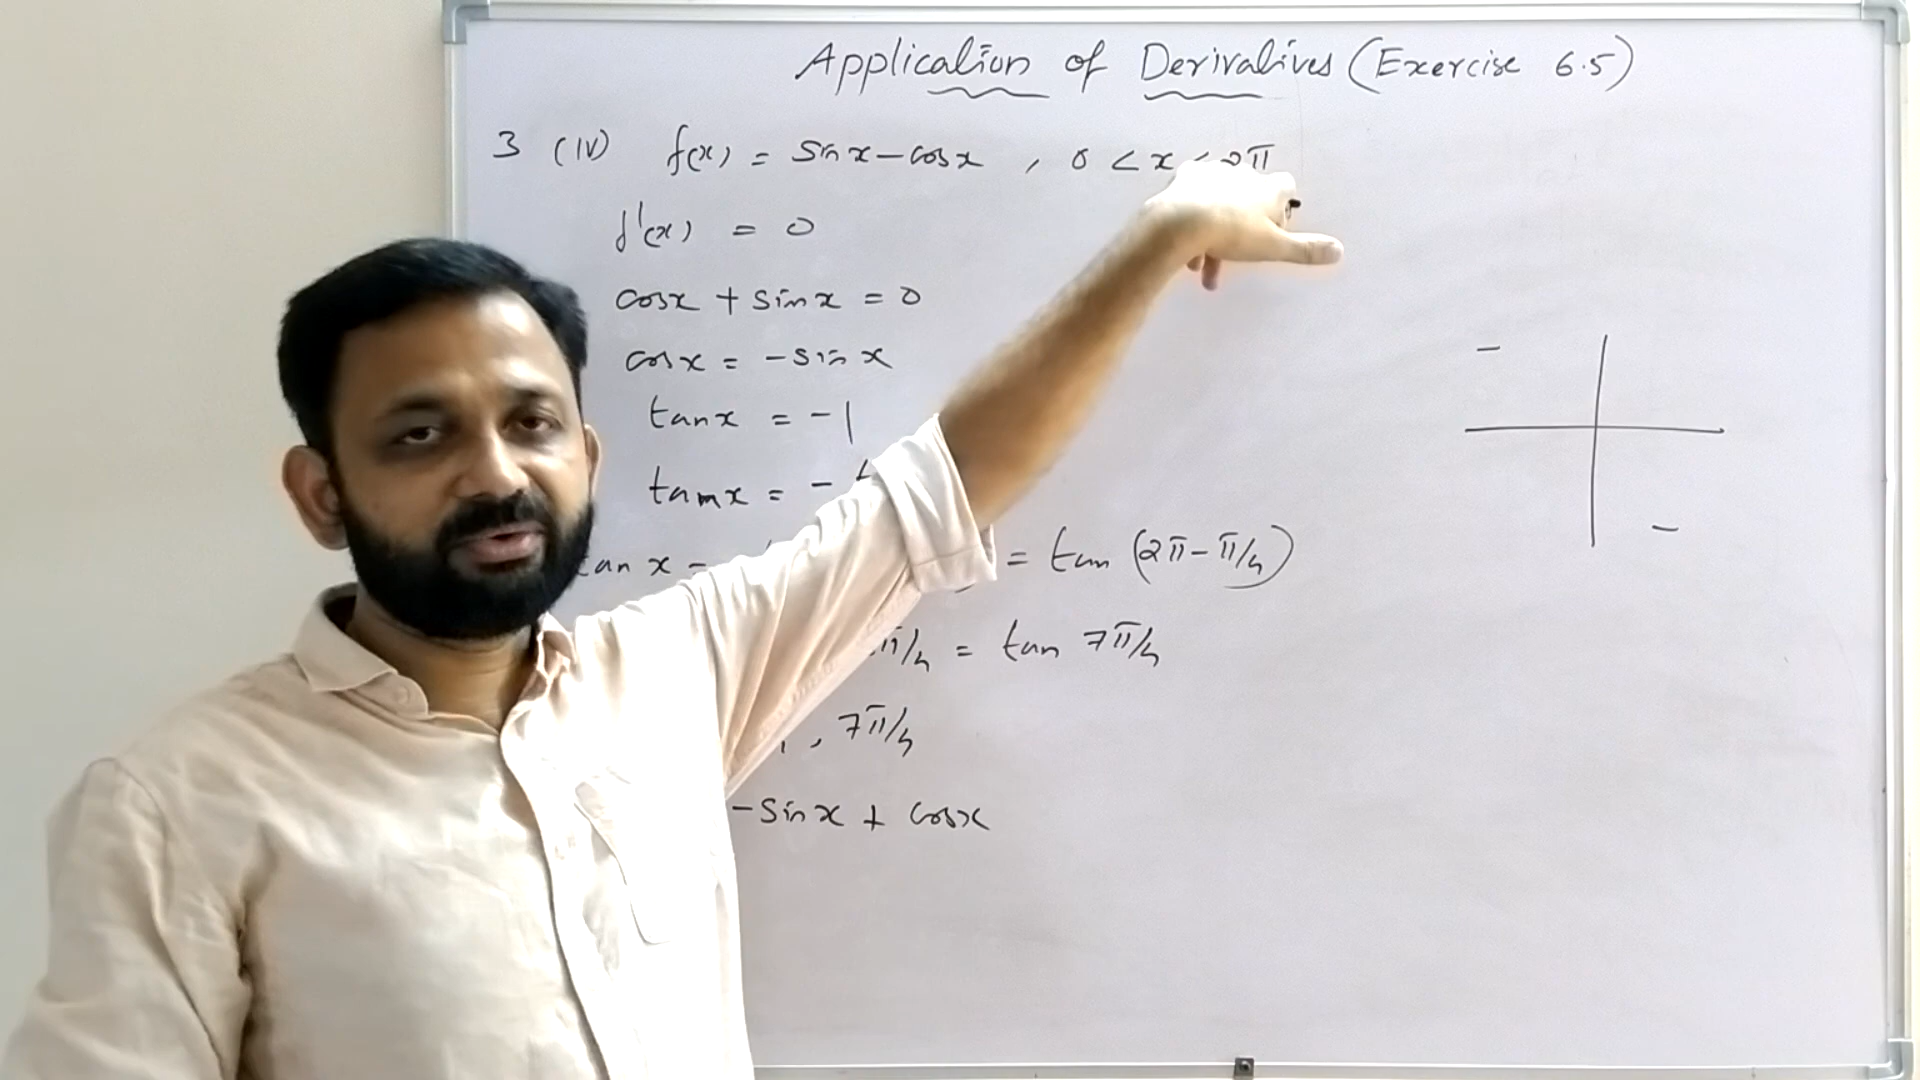 Application of Derivatives (Exercise 6.5)
3 (IV) f(x) = sinx - cosx , 0 < x < 2π
f'(x) = 0
cosx + sinx = 0
cosx = -sinx
tanx = -1
tanx = -
tan x = = tan (2π - π/4)
π/4 = tan 7π/4
, 7π/4
-sinx + cosx